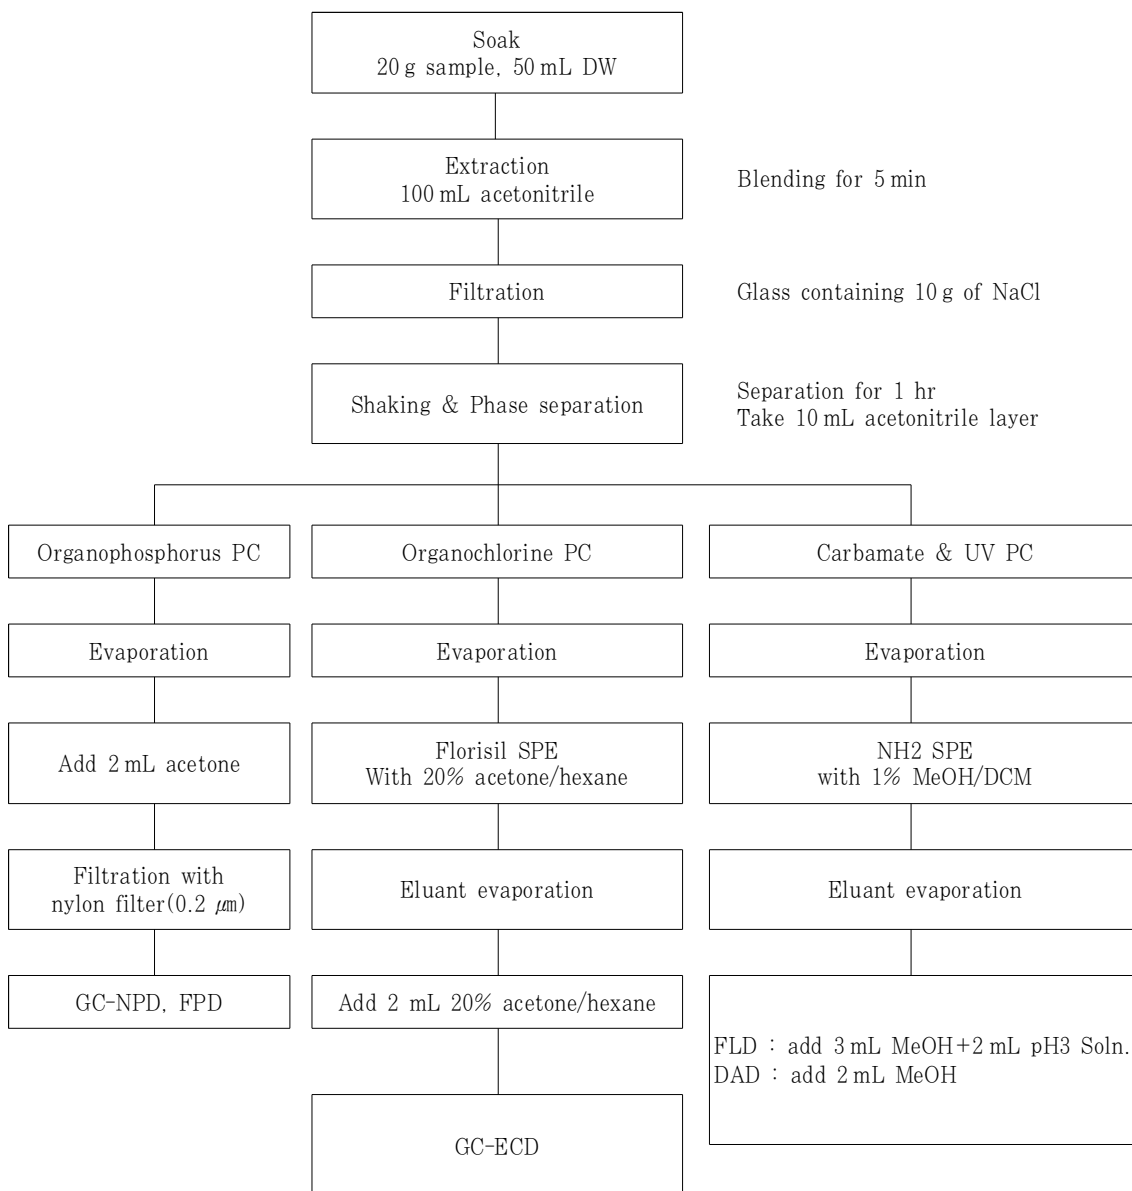 Soak
20 g sample, 50 mL DW
Extraction
100 mL acetonitrile
Blending for 5 min
Filtration
Glass containing 10 g of NaCl
Shaking & Phase separation
Separation for 1 hr
Take 10 mL acetonitrile layer
Organophosphorus PC
Organochlorine PC
Carbamate & UV PC
Evaporation
Evaporation
Evaporation
Add 2 mL acetone
Florisil SPE
With 20% acetone/hexane
NH2 SPE
with 1% MeOH/DCM
Filtration with
nylon filter(0.2 μm)
Eluant evaporation
Eluant evaporation
GC-NPD, FPD
Add 2 mL 20% acetone/hexane
FLD : add 3 mL MeOH+2 mL pH3 Soln.
DAD : add 2 mL MeOH
GC-ECD